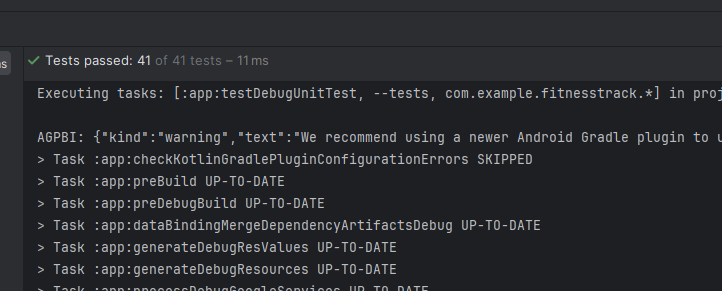 ns
Tests passed: 41 of 41 tests – 11 ms
Executing tasks: [:app:testDebugUnitTest, --tests, com.example.fitnesstrack.*] in proj
AGPBI: {"kind":"warning","text":"We recommend using a newer Android Gradle plugin to u
> Task :app:checkKotlinGradlePluginConfigurationErrors SKIPPED
> Task :app:preBuild UP-TO-DATE
> Task :app:preDebugBuild UP-TO-DATE
> Task :app:dataBindingMergeDependencyArtifactsDebug UP-TO-DATE
> Task :app:generateDebugResValues UP-TO-DATE
> Task :app:generateDebugResources UP-TO-DATE
> Task :app:processDebugGoogleServices UP-TO-DATE